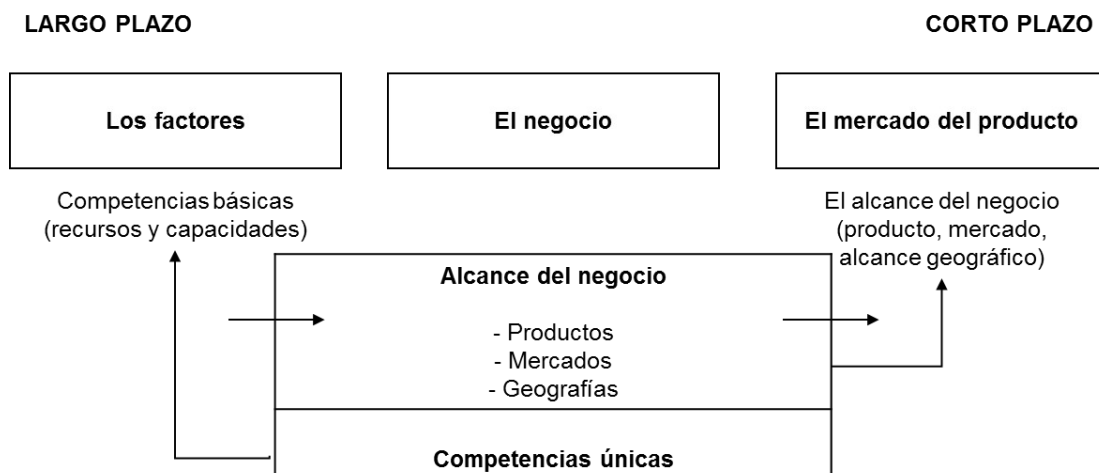 LARGO PLAZO
CORTO PLAZO
Los factores
El negocio
El mercado del producto
Competencias básicas
(recursos y capacidades)
El alcance del negocio
(producto, mercado,
alcance geográfico)
Alcance del negocio
- Productos
- Mercados
- Geografías
Competencias únicas